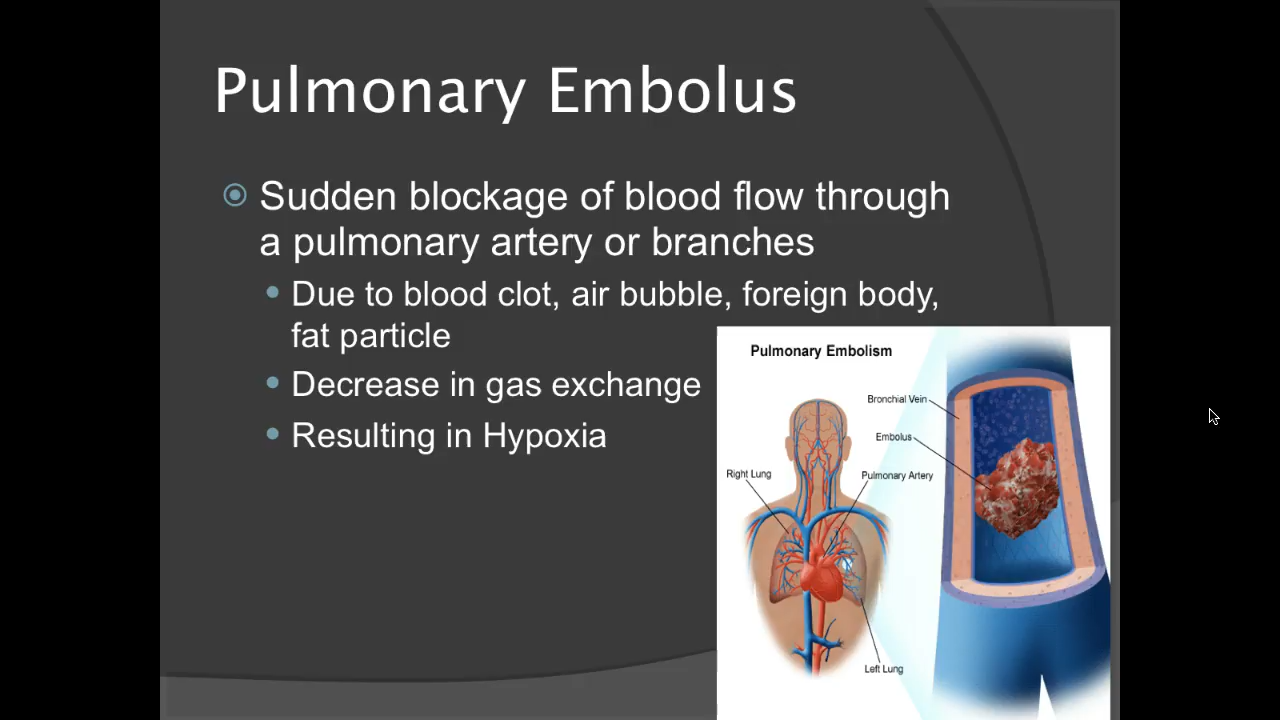 Pulmonary Embolus
Sudden blockage of blood flow through
a pulmonary artery or branches
Due to blood clot, air bubble, foreign body,
fat particle
Decrease in gas exchange
Resulting in Hypoxia
Pulmonary Embolism
Bronchial Vein
Embolus
Right Lung
Pulmonary Artery
Left Lung